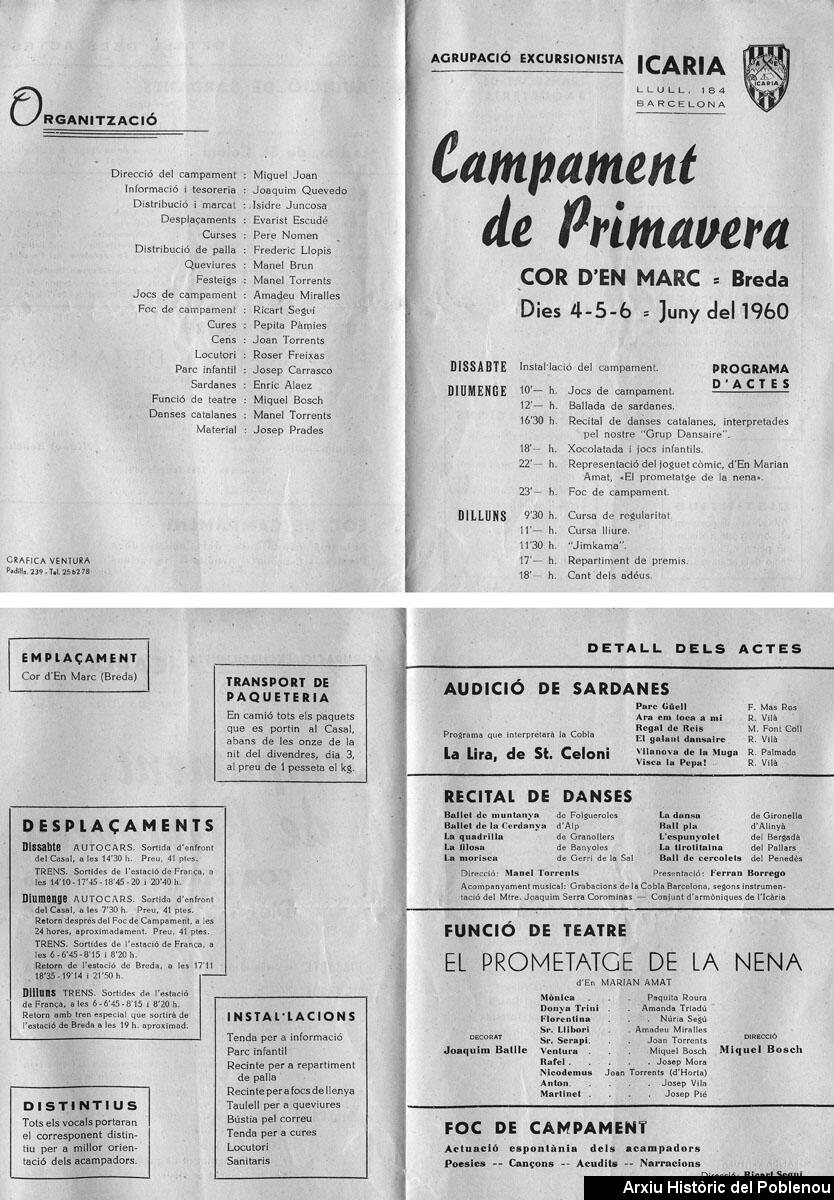 ORGANITZACIÓ
Direcció del campament : Miquel Joan
Informació i tresoreria : Joaquim Quevedo
Distribució i marcat : Isidre Juncosa
Desplaçaments : Evarist Escudé
Curses : Pere Nomen
Distribució de palla : Frederic Llopis
Queviures : Manel Brun
Festeigs : Manel Torrents
Jocs de campament : Amadeu Miralles
Foc de campament : Ricart Seguí
Cures : Pepita Pàmies
Cens : Joan Torrents
Locutori : Roser Freixas
Parc infantil : Josep Carrasco
Sardanes : Enric Alaez
Funció de teatre : Miquel Bosch
Danses catalanes : Manel Torrents
Material : Josep Prades
GRAFICA VENTURA
Padilla, 239 - Tel. 256278
AGRUPACIÓ EXCURSIONISTA ICARIA
LLULL, 184
BARCELONA
ICARIA
Campament
de Primavera
COR D'EN MARC = Breda
Dies 4-5-6 = Juny del 1960
PROGRAMA
D'ACTES
DISSABTE Instal·lació del campament.
DIUMENGE 10'— h. Jocs de campament.
12'— h. Ballada de sardanes.
16'30 h. Recital de danses catalanes, interpretades
pel nostre "Grup Dansaire".
18'— h. Xocolatada i jocs infantils.
22'— h. Representació del joguet còmic, d'En Marian
Amat, «El prometatge de la nena».
23'— h. Foc de campament.
DILLUNS 9'30 h. Cursa de regularitat.
11'— h. Cursa lliure.
11'30 h. "Jimkama".
17'— h. Repartiment de premis.
18'— h. Cant dels adéus.
EMPLAÇAMENT
Cor d'En Marc (Breda)
TRANSPORT DE
PAQUETERIA
En camió tots els paquets
que es portin al Casal,
abans de les onze de la
nit del divendres, dia 3,
al preu de 1 pesseta el kg.
DESPLAÇAMENTS
Dissabte AUTOCARS. Sortida d'enfront
del Casal, a les 14'30 h. Preu, 41 ptes.
TRENS. Sortides de l'estació de França, a
les 14'10 - 17'45 - 18'45 - 20 i 20'40 h.
Diumenge AUTOCARS. Sortida d'enfront
del Casal, a les 7'30 h. Preu, 41 ptes.
Retorn després del Foc de Campament, a les
24 hores, aproximadament. Preu, 41 ptes.
TRENS. Sortides de l'estació de França, a
les 6 - 6'45 - 8'15 i 8'20 h.
Retorn de l'estació de Breda, a les 17'11
18'35 - 19'14 i 21'50 h.
Dilluns TRENS. Sortides de l'estació
de França, a les 6 - 6'45 - 8'15 i 8'20 h.
Retorn amb tren especial que sortirà de
l'estació de Breda a les 19 h. aproximad.
INSTAL·LACIONS
Tenda per a informació
Parc infantil
Recinte per a repartiment
de palla
Recinte per a focs de llenya
Taulell per a queviures
Bústia pel correu
Tenda per a cures
Locutori
Sanitaris
DISTINTIUS
Tots els vocals portaran
el corresponent distin-
tiu per a millor orien-
tació dels acampadors.
DETALL DELS ACTES
AUDICIÓ DE SARDANES
Programa que interpretarà la Cobla
La Lira, de St. Celoni
Parc Güell F. Mas Ros
Ara em toca a mi R. Vilà
Regal de Reis M. Font Coll
El galant dansaire R. Vilà
Vilanova de la Muga R. Palmada
Visca la Pepa! R. Vilà
RECITAL DE DANSES
Ballet de muntanya de Folgueroles
Ballet de la Cerdanya d'Alp
La quadrilla de Granollers
La filosa de Banyoles
La morisca de Gerri de la Sal
La dansa de Gironella
Ball pla d'Alinyà
L'espunyolet del Bergadà
La tirotitaina del Pallars
Ball de cercolets del Penedès
Direcció: Manel Torrents Presentació: Ferran Borrego
Acompanyament musical: Grabacions de la Cobla Barcelona, segons instrumen-
tació del Mtre. Joaquim Serra Corominas — Conjunt d'armòniques de l'Icària
FUNCIÓ DE TEATRE
EL PROMETATGE DE LA NENA
d'En MARIAN AMAT
Mònica . . . Paquita Roura
Donya Trini . . Amanda Triadú
Florentina . . Núria Segú
Sr. Llibori . . Amadeu Miralles
Sr. Serapi. . . Joan Torrents
Ventura . . . Miquel Bosch
Rafel . . . . Josep Mora
Nicodemus Joan Torrents (d'Horta)
Anton. . . . Josep Vila
Martinet . . . Josep Pié
DECORAT
Joaquim Batlle
DIRECCIÓ
Miquel Bosch
FOC DE CAMPAMENT
Actuació espontània dels acampadors
Poesies -- Cançons -- Acudits -- Narracions
Direcció: Ricart Seguí
Arxiu Històric del Poblenou